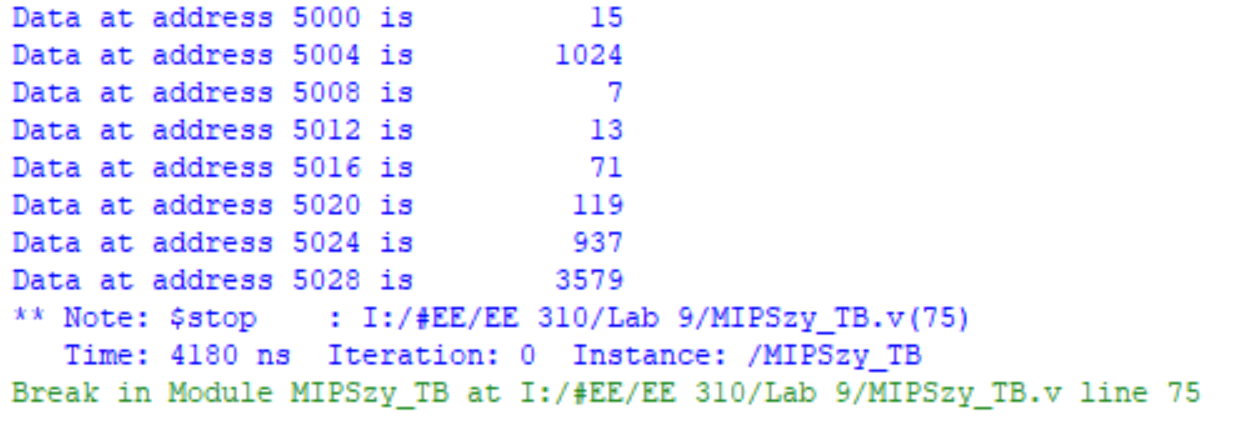 Data at address 5000 is 15
Data at address 5004 is 1024
Data at address 5008 is 7
Data at address 5012 is 13
Data at address 5016 is 71
Data at address 5020 is 119
Data at address 5024 is 937
Data at address 5028 is 3579
** Note: $stop : I:/#EE/EE 310/Lab 9/MIPSzy_TB.v(75)
Time: 4180 ns Iteration: 0 Instance: /MIPSzy_TB
Break in Module MIPSzy_TB at I:/#EE/EE 310/Lab 9/MIPSzy_TB.v line 75